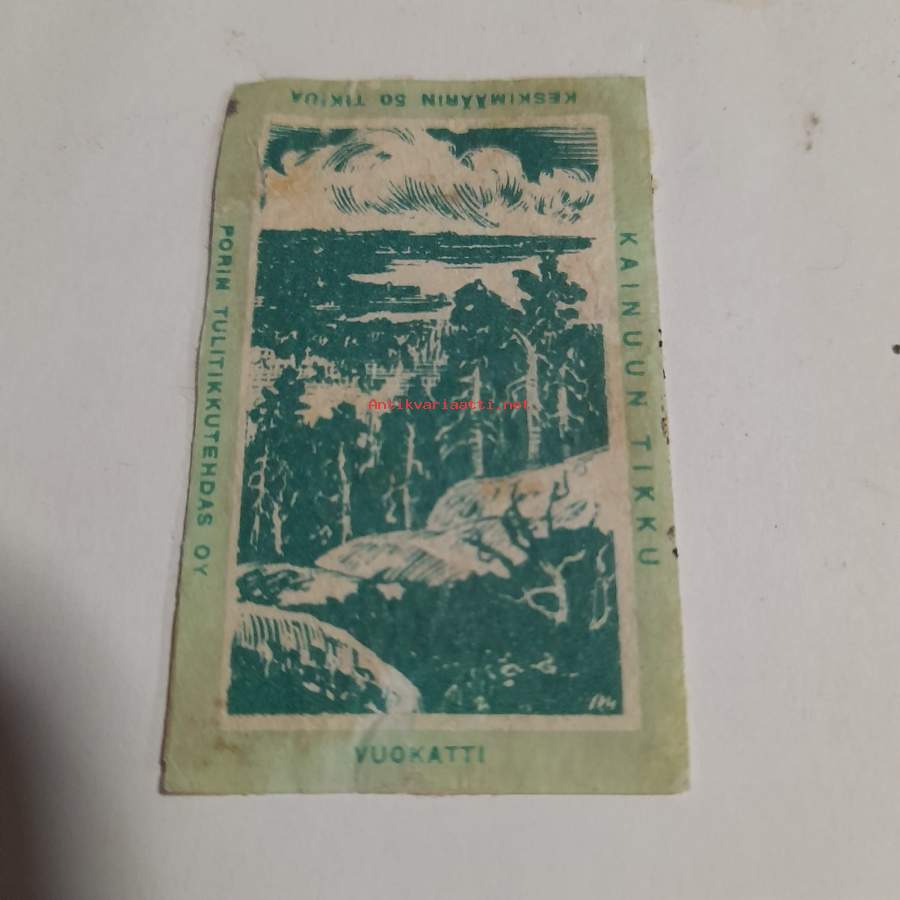 KESKIMÄÄRIN 50 TIKKUA
PORIN TULITIKKUTEHDAS OY
KAINUUN TIKKU
Antikvariaatti.net
VUOKATTI